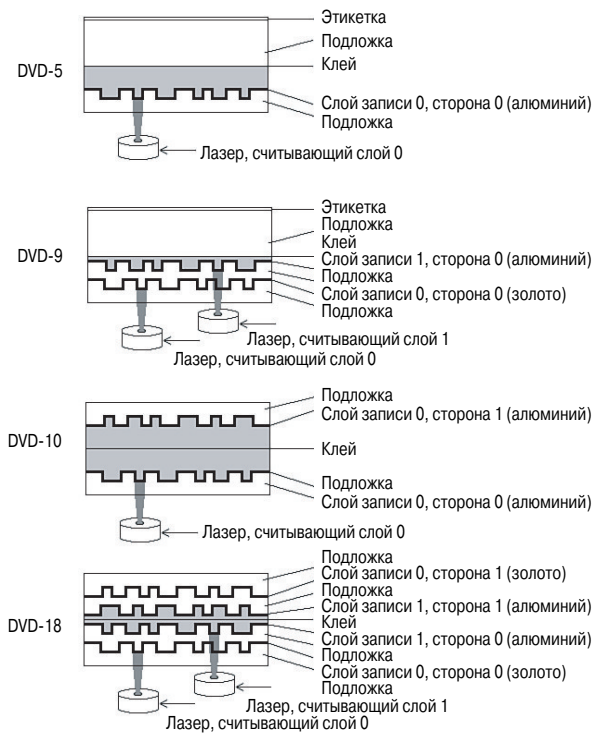 Этикетка
Подложка
DVD-5
Клей
Слой записи 0, сторона 0 (алюминий)
Подложка
Лазер, считывающий слой 0
Этикетка
Подложка
Клей
DVD-9
Слой записи 1, сторона 0 (алюминий)
Подложка
Слой записи 0, сторона 0 (золото)
Подложка
Лазер, считывающий слой 1
Лазер, считывающий слой 0
Подложка
Слой записи 0, сторона 1 (алюминий)
DVD-10
Клей
Подложка
Слой записи 0, сторона 0 (алюминий)
Лазер, считывающий слой 0
Подложка
Слой записи 0, сторона 1 (золото)
Подложка
Слой записи 1, сторона 1 (алюминий)
DVD-18
Клей
Слой записи 1, сторона 0 (алюминий)
Подложка
Слой записи 0, сторона 0 (золото)
Подложка
Лазер, считывающий слой 1
Лазер, считывающий слой 0